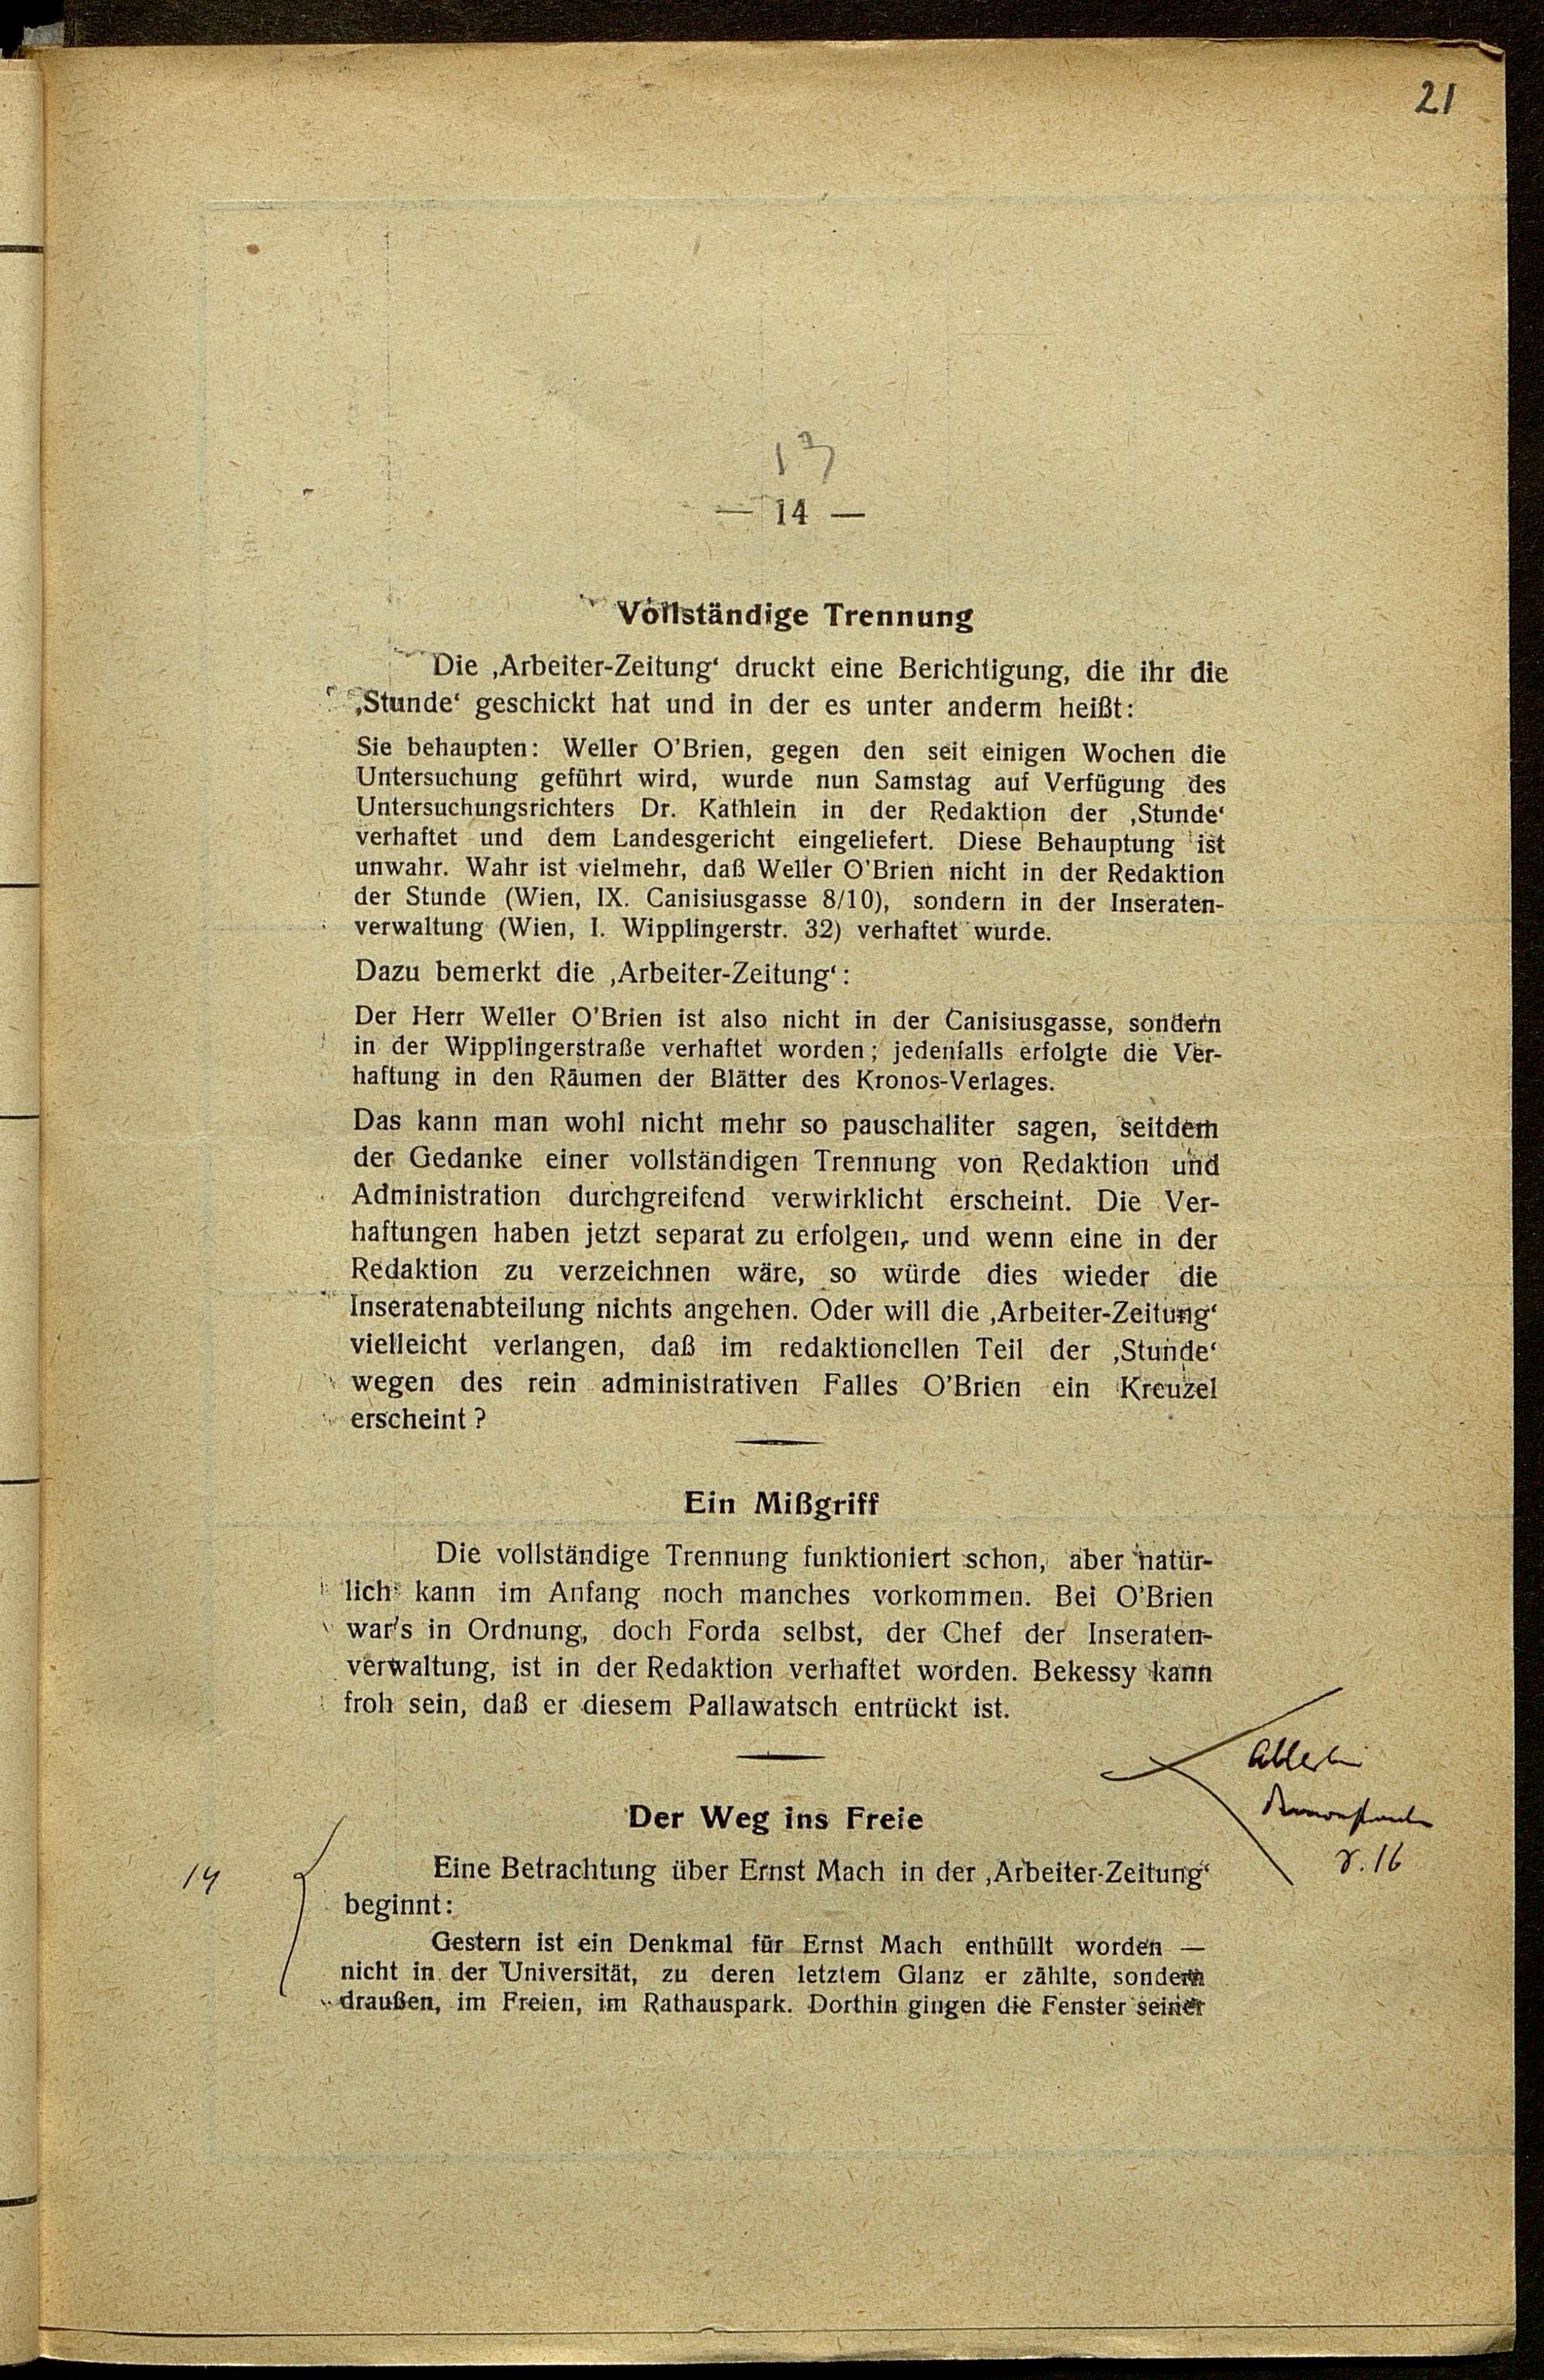 21
13
— 14 —
Vollständige Trennung
Die ‚Arbeiter-Zeitung‘ druckt eine Berichtigung, die ihr die
‚Stunde‘ geschickt hat und in der es unter anderm heißt:
Sie behaupten: Weller O’Brien, gegen den seit einigen Wochen die
Untersuchung geführt wird, wurde nun Samstag auf Verfügung des
Untersuchungsrichters Dr. Kathlein in der Redaktion der ‚Stunde‘
verhaftet und dem Landesgericht eingeliefert. Diese Behauptung ist
unwahr. Wahr ist vielmehr, daß Weller O’Brien nicht in der Redaktion
der Stunde (Wien, IX. Canisiusgasse 8/10), sondern in der Inseraten-
verwaltung (Wien, I. Wipplingerstr. 32) verhaftet wurde.
Dazu bemerkt die ‚Arbeiter-Zeitung‘:
Der Herr Weller O’Brien ist also nicht in der Canisiusgasse, sondern
in der Wipplingerstraße verhaftet worden; jedenfalls erfolgte die Ver-
haftung in den Räumen der Blätter des Kronos-Verlages.
Das kann man wohl nicht mehr so pauschaliter sagen, seitdem
der Gedanke einer vollständigen Trennung von Redaktion und
Administration durchgreifend verwirklicht erscheint. Die Ver-
haftungen haben jetzt separat zu erfolgen, und wenn eine in der
Redaktion zu verzeichnen wäre, so würde dies wieder die
Inseratenabteilung nichts angehen. Oder will die ‚Arbeiter-Zeitung‘
vielleicht verlangen, daß im redaktionellen Teil der ‚Stunde‘
wegen des rein administrativen Falles O’Brien ein Kreuzel
erscheint?
Ein Mißgriff
Die vollständige Trennung funktioniert schon, aber natür-
lich kann im Anfang noch manches vorkommen. Bei O’Brien
war’s in Ordnung, doch Forda selbst, der Chef der Inseraten-
verwaltung, ist in der Redaktion verhaftet worden. Bekessy kann
froh sein, daß er diesem Pallawatsch entrückt ist.
Der Weg ins Freie
14
16
Eine Betrachtung über Ernst Mach in der ‚Arbeiter-Zeitung‘
beginnt:
Gestern ist ein Denkmal für Ernst Mach enthüllt worden —
nicht in der Universität, zu deren letztem Glanz er zählte, sondern
draußen, im Freien, im Rathauspark. Dorthin gingen die Fenster seiner